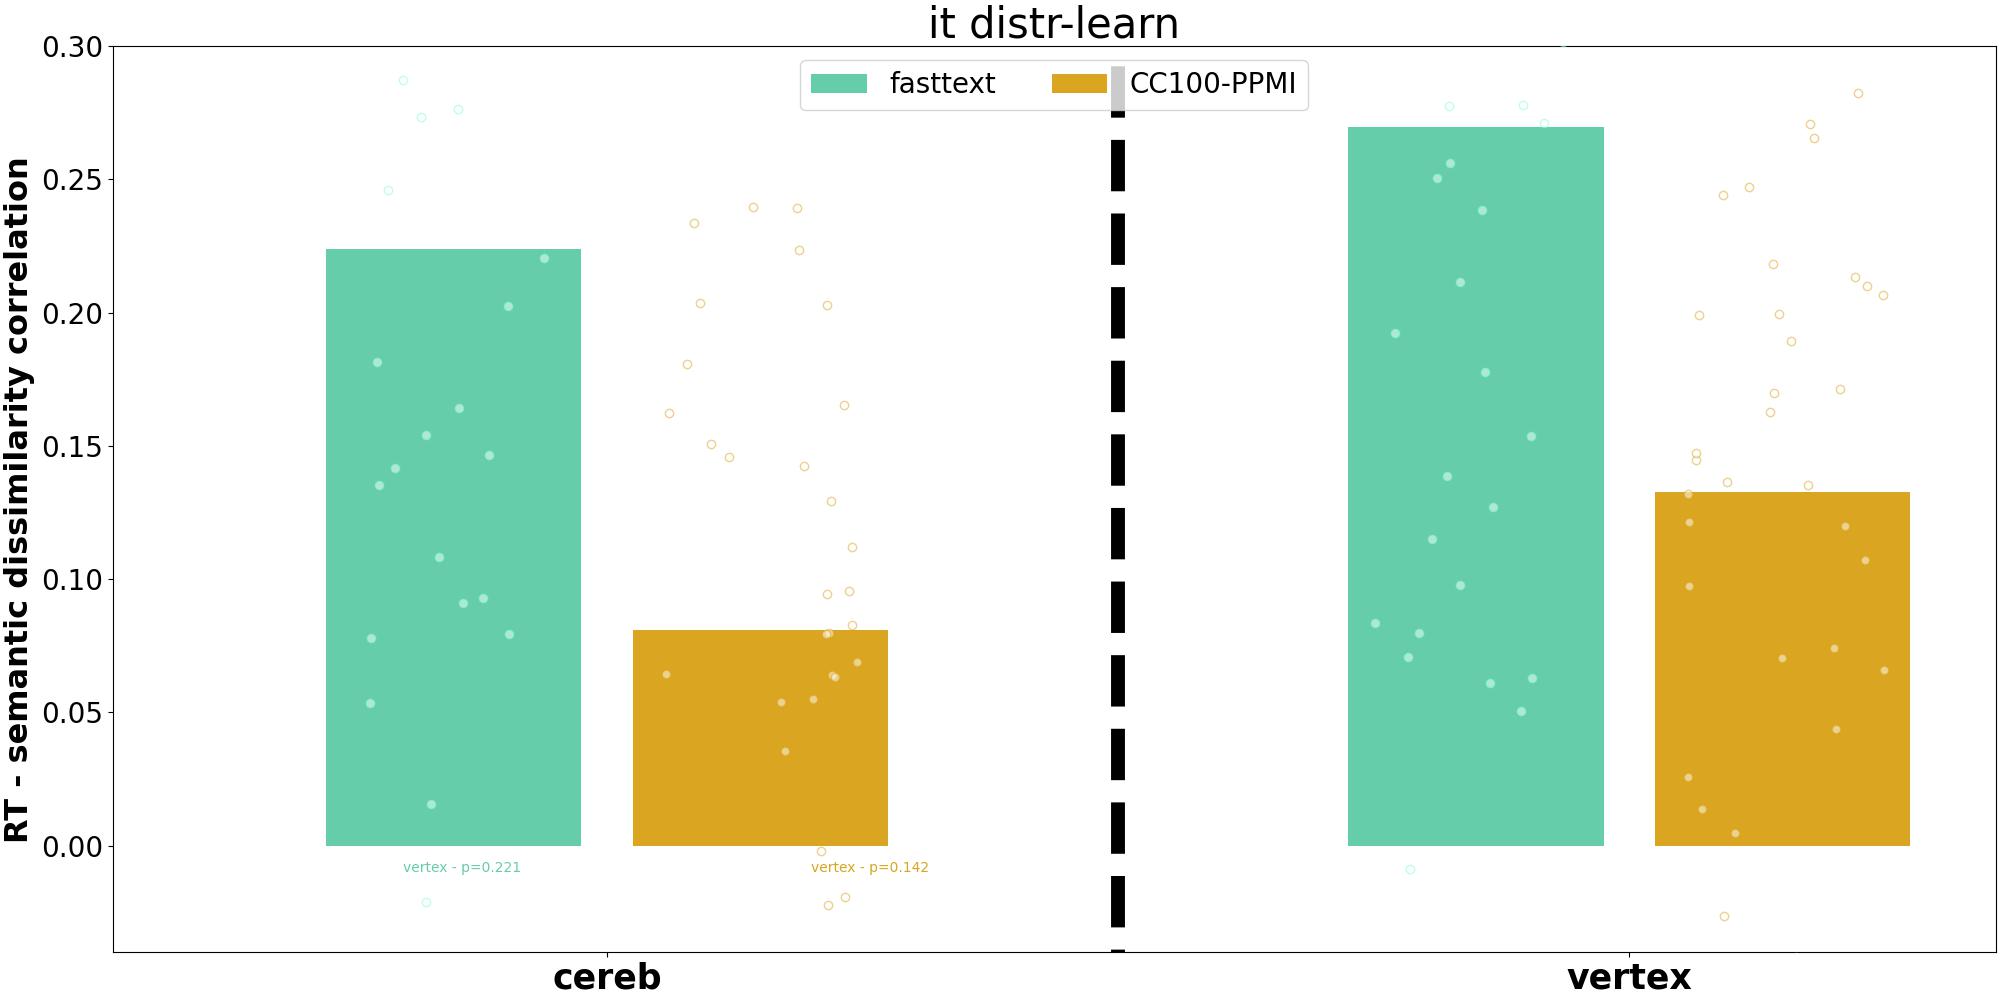 it distr-learn
fasttext
CC100-PPMI
RT - semantic dissimilarity correlation
0.30
0.25
0.20
0.15
0.10
0.05
0.00
vertex - p=0.221
vertex - p=0.142
cereb
vertex